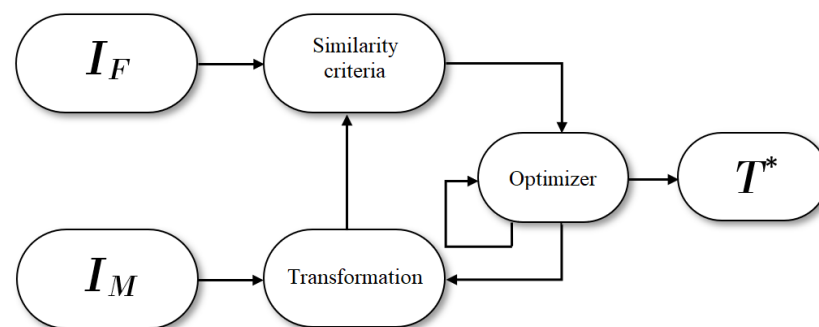 I_F
Similarity
criteria
Optimizer
T*
I_M
Transformation